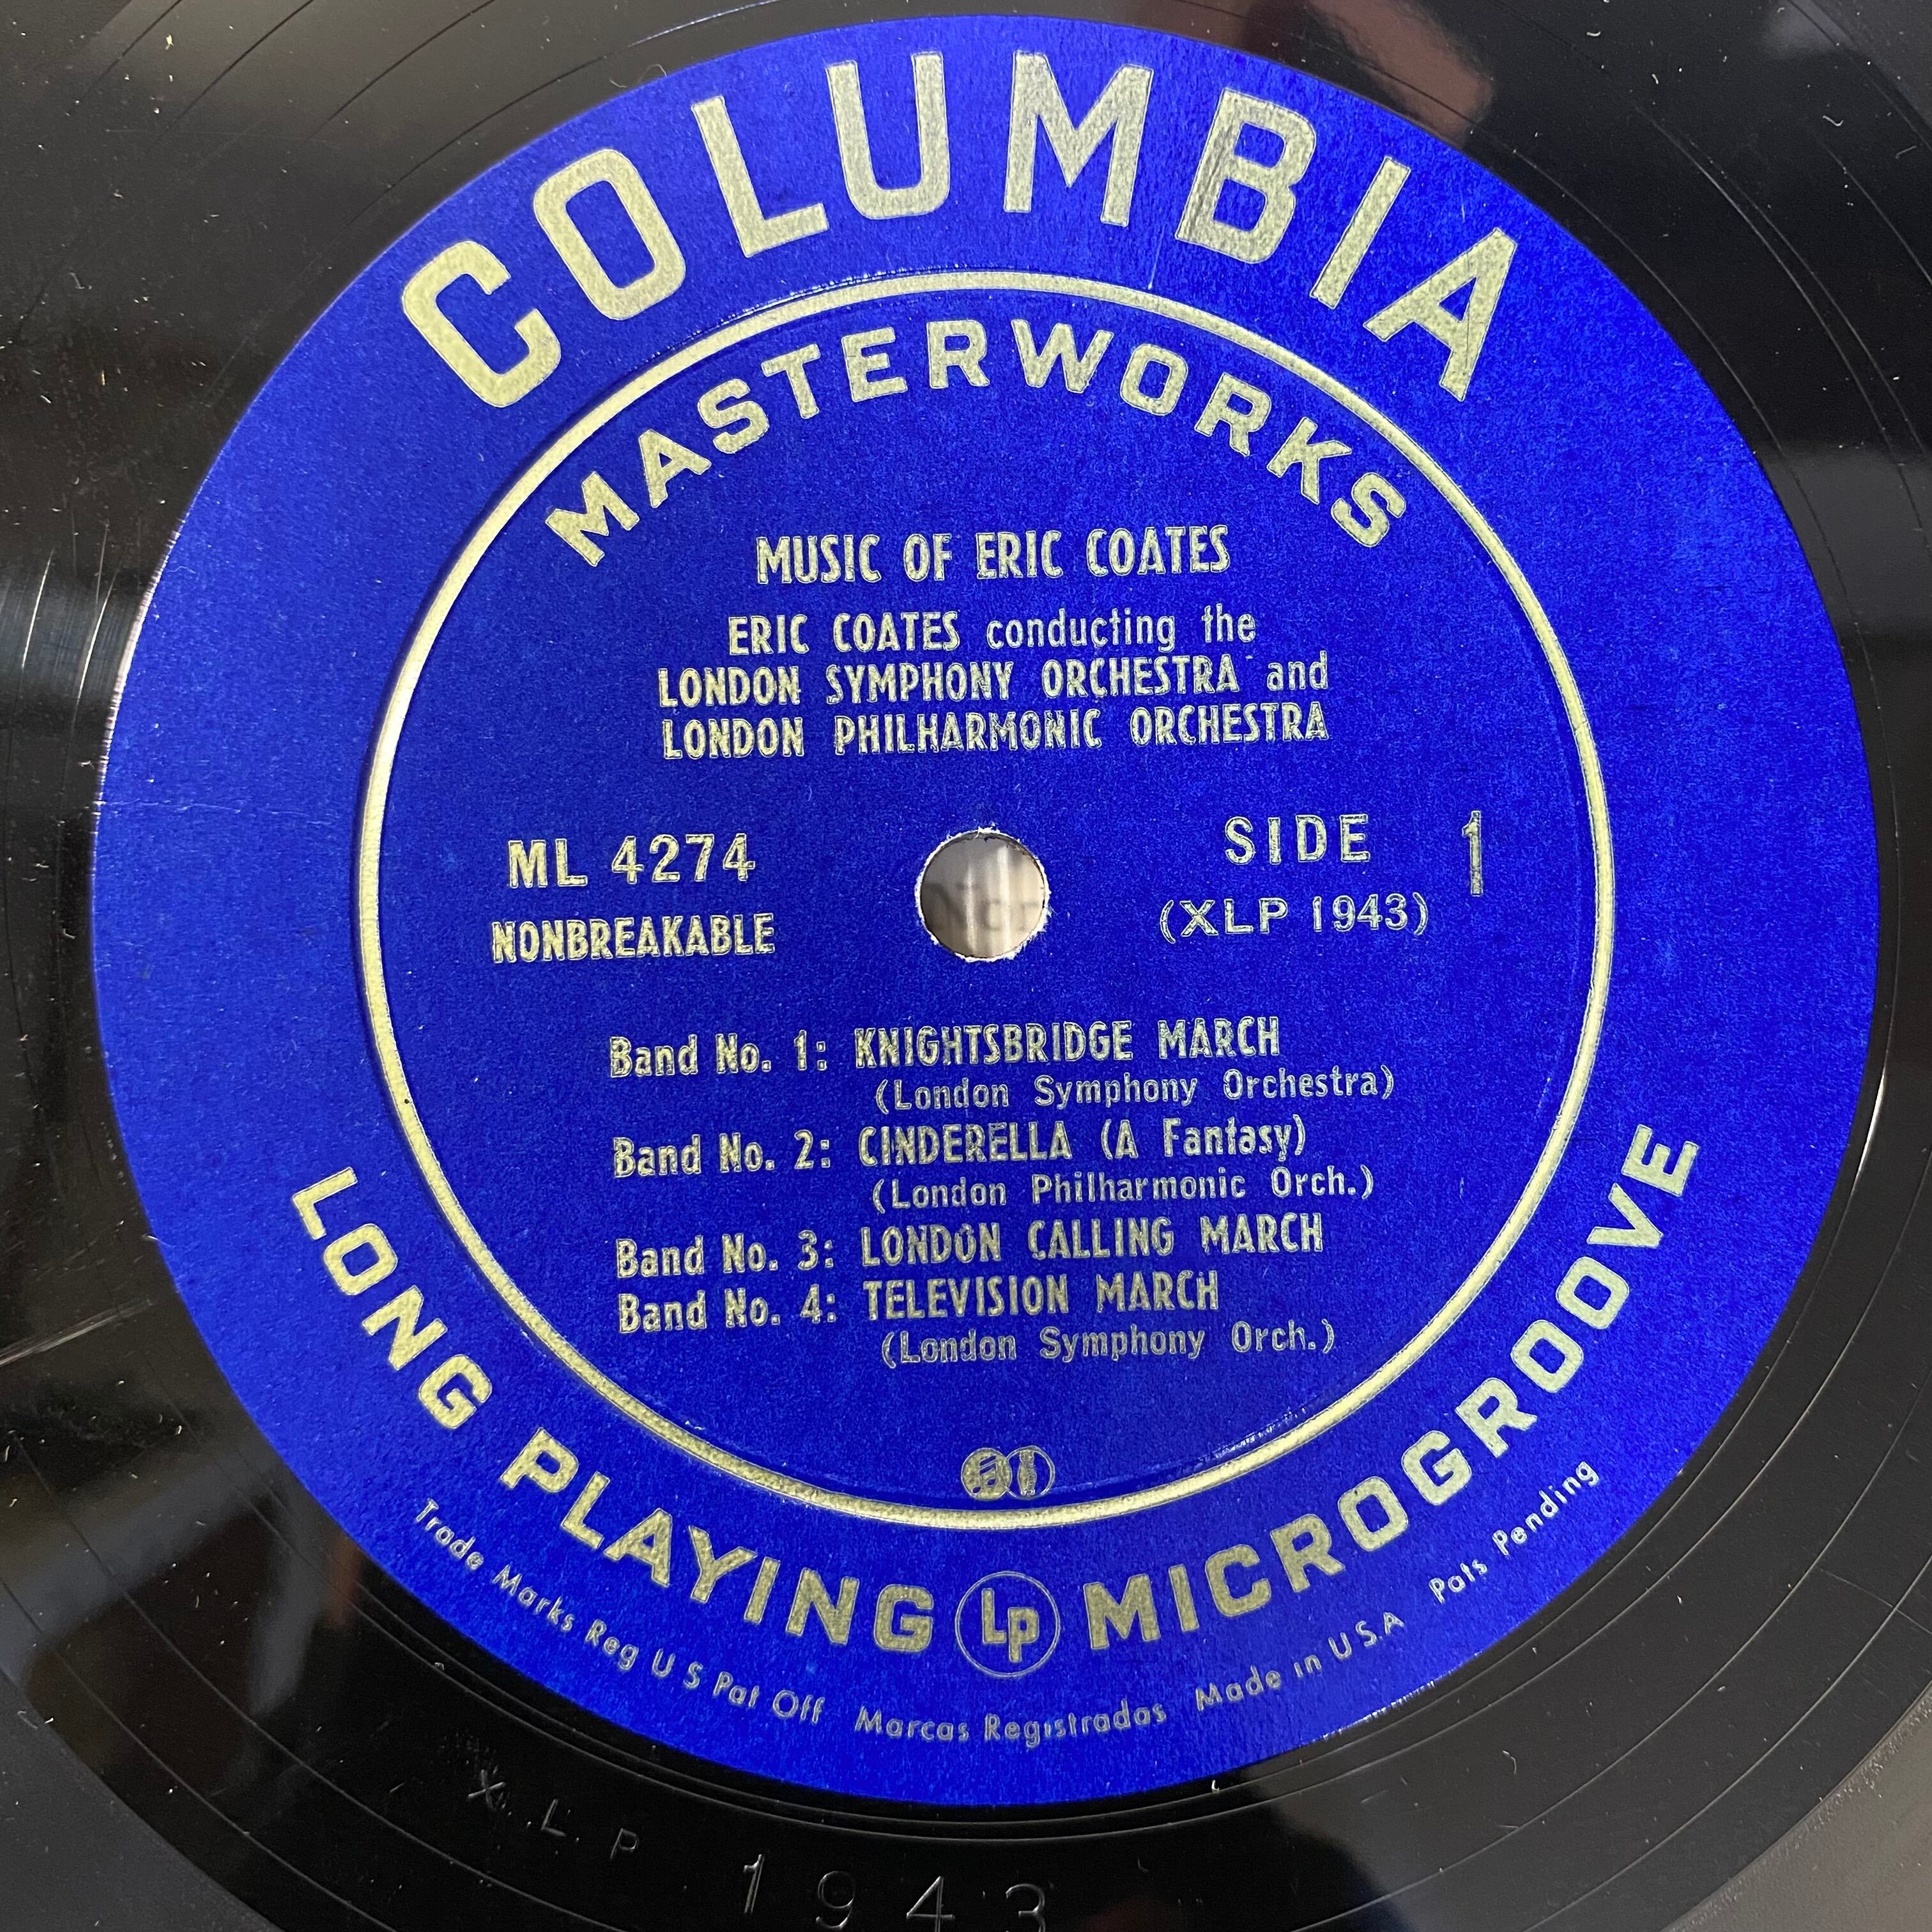 COLUMBIA
MASTERWORKS
MUSIC OF ERIC COATES
ERIC COATES conducting the
LONDON SYMPHONY ORCHESTRA and
LONDON PHILHARMONIC ORCHESTRA
ML 4274
NONBREAKABLE
SIDE 1
(XLP 1943)
Band No. 1: KNIGHTSBRIDGE MARCH
(London Symphony Orchestra)
Band No. 2: CINDERELLA (A Fantasy)
(London Philharmonic Orch.)
Band No. 3: LONDON CALLING MARCH
Band No. 4: TELEVISION MARCH
(London Symphony Orch.)
LONG PLAYING Lp MICROGROOVE
Trade Marks Reg U S Pat Off Marcas Registradas Made in U.S.A Pats Pending
X.L.P 1943